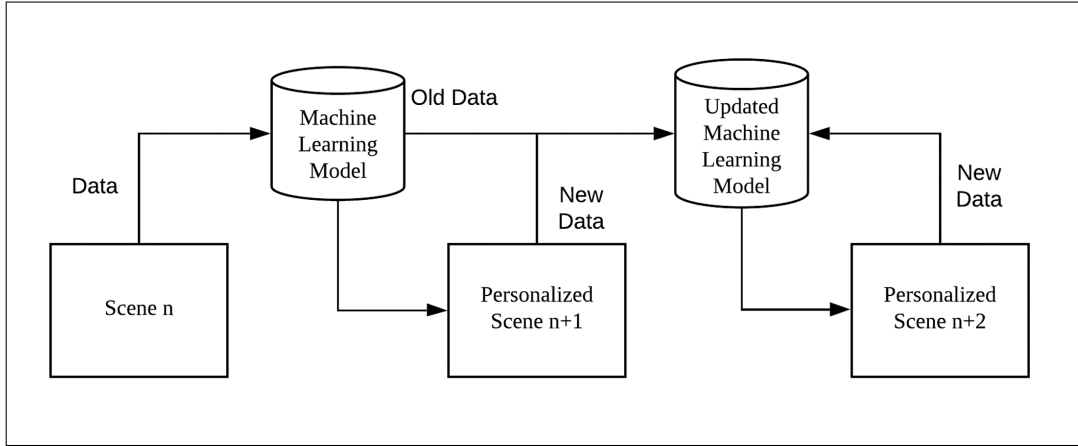 Data
Scene n
Machine
Learning
Model
Old Data
New
Data
Personalized
Scene n+1
Updated
Machine
Learning
Model
New
Data
Personalized
Scene n+2